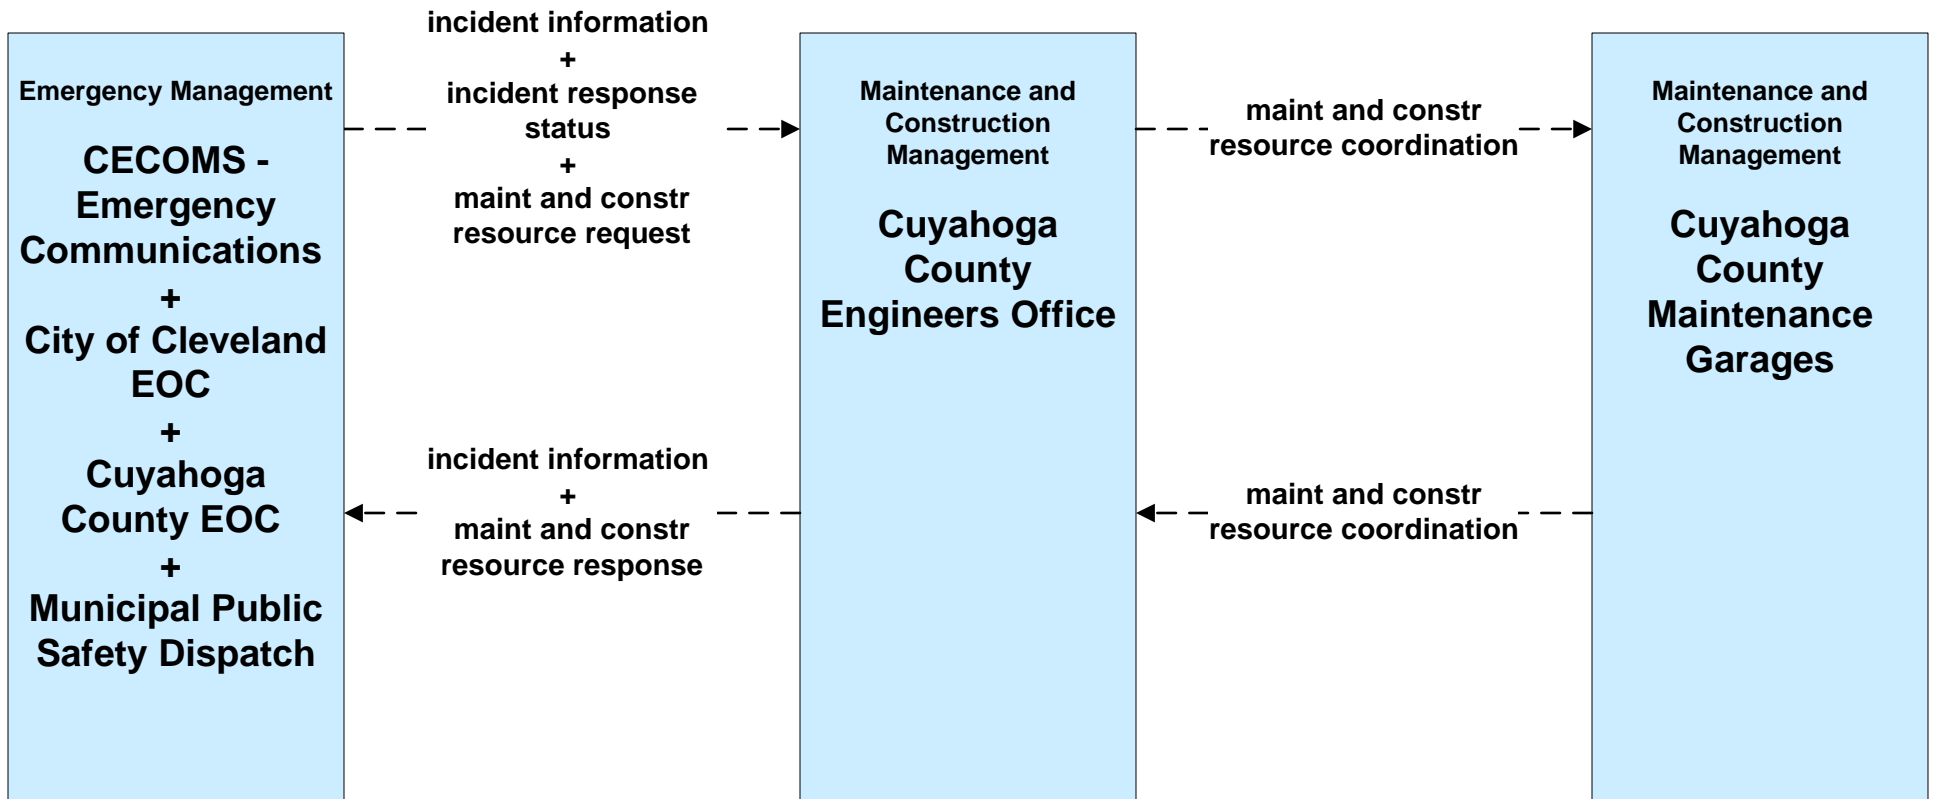 Emergency Management
CECOMS -
Emergency
Communications
+
City of Cleveland
EOC
+
Cuyahoga
County EOC
+
Municipal Public
Safety Dispatch
incident information
+
incident response
status
+
maint and constr
resource request
incident information
+
maint and constr
resource response
Maintenance and
Construction
Management
Cuyahoga
County
Engineers Office
maint and constr
resource coordination
maint and constr
resource coordination
Maintenance and
Construction
Management
Cuyahoga
County
Maintenance
Garages